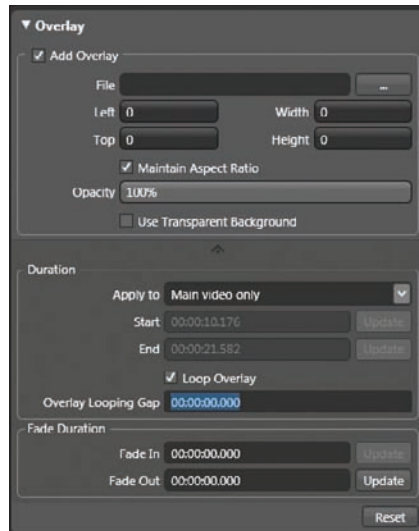 Overlay
Add Overlay
File ...
Left 0 Width 0
Top 0 Height 0
Maintain Aspect Ratio
Opacity 100%
Use Transparent Background
Duration
Apply to Main video only
Start 00:00:10.176 Update
End 00:00:21.582 Update
Loop Overlay
Overlay Looping Gap 00:00:00.000
Fade Duration
Fade In 00:00:00.000 Update
Fade Out 00:00:00.000 Update
Reset